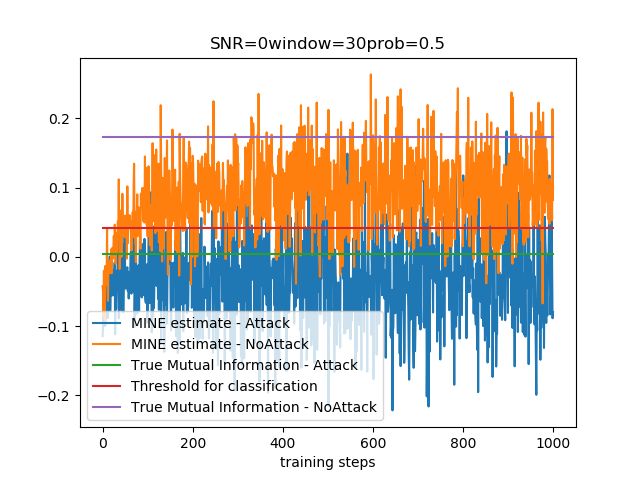 SNR=0window=30prob=0.5
0.2
0.1
0.0
−0.1
−0.2
MINE estimate - Attack
MINE estimate - NoAttack
True Mutual Information - Attack
Threshold for classification
True Mutual Information - NoAttack
0
200
400
600
800
1000
training steps